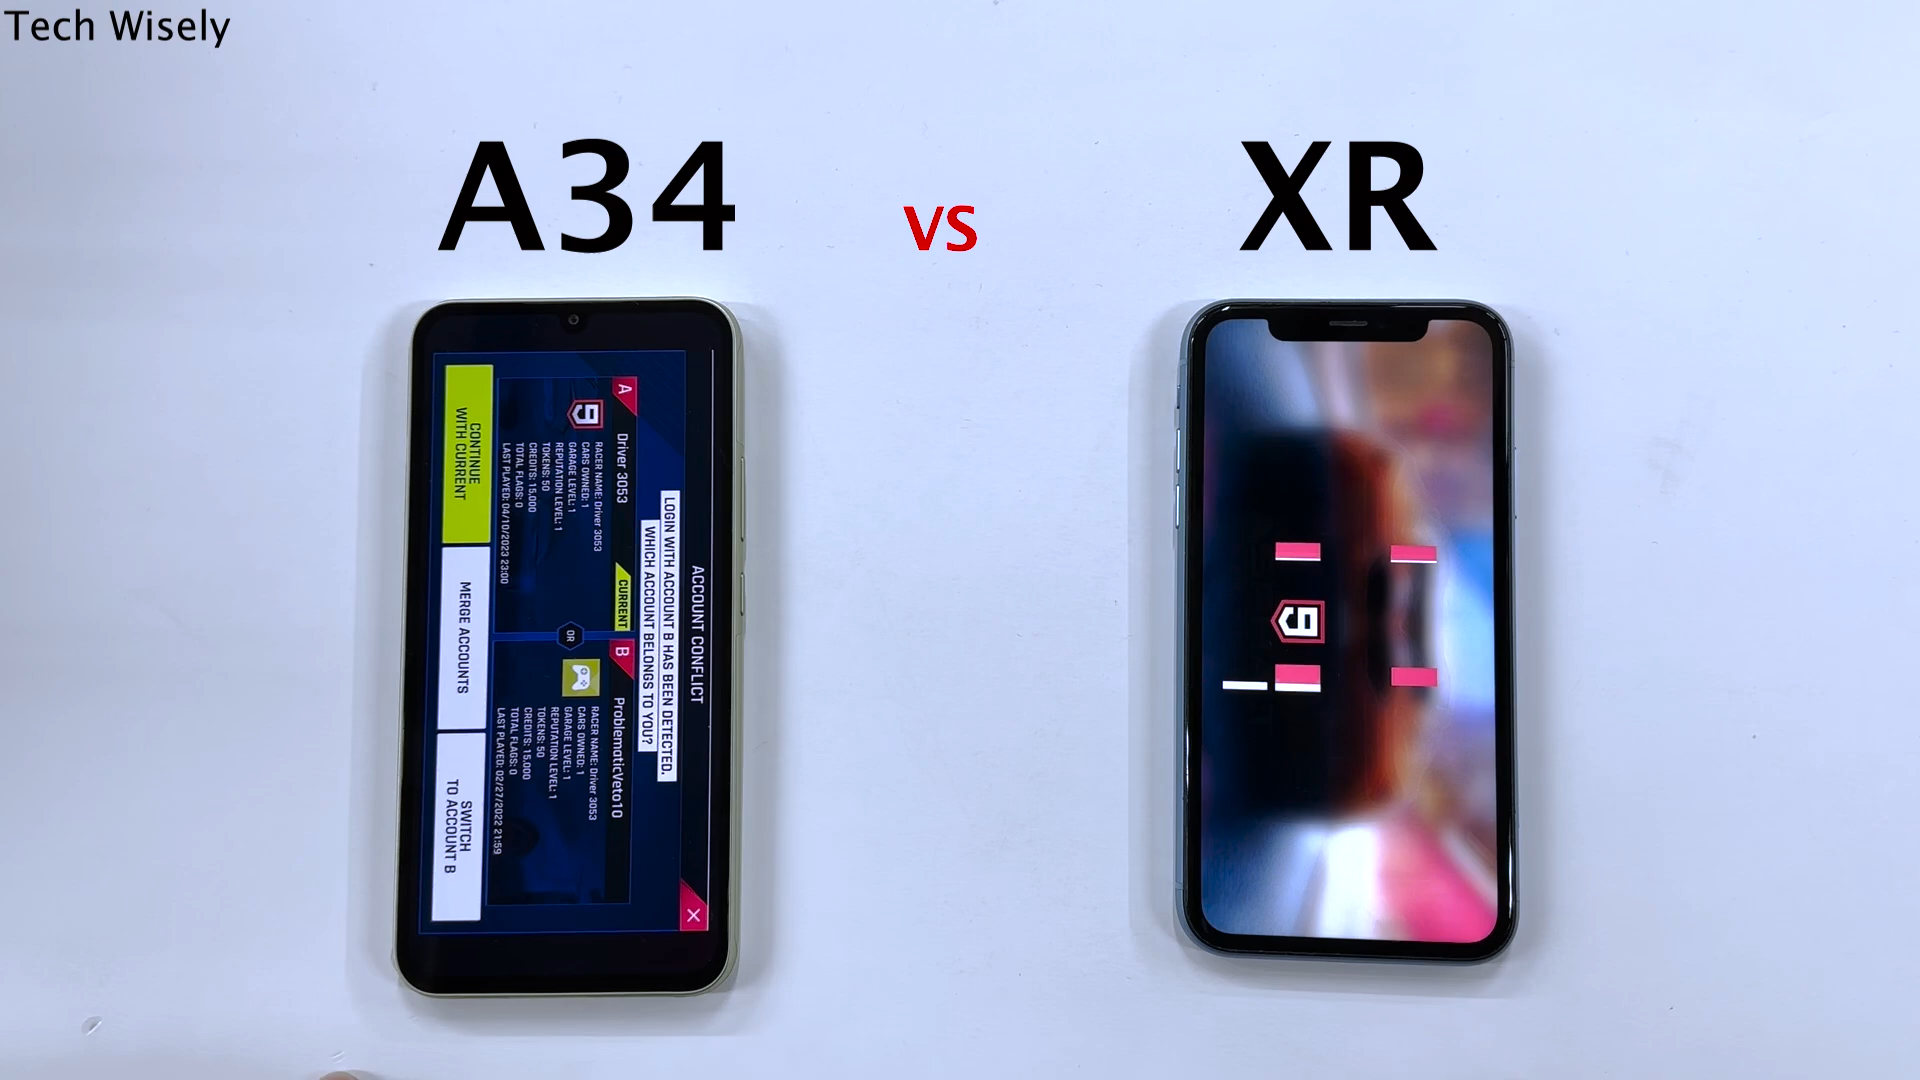 Tech Wisely
A34
vs
XR
ACCOUNT CONFLICT
LOGIN WITH ACCOUNT B HAS BEEN DETECTED.
WHICH ACCOUNT BELONGS TO YOU?
A
Driver 3053
CURRENT
9
RACER NAME: Driver 3053
CARS OWNED: 1
GARAGE LEVEL: 1
REPUTATION LEVEL: 1
TOKENS: 50
CREDITS: 15,000
TOTAL FLAGS: 0
LAST PLAYED: 04/10/2023 23:00
OR
B
ProblematicVeto10
RACER NAME: Driver 3053
CARS OWNED: 1
GARAGE LEVEL: 1
REPUTATION LEVEL: 1
TOKENS: 50
CREDITS: 15,000
TOTAL FLAGS: 0
LAST PLAYED: 02/27/2022 21:59
CONTINUE
WITH CURRENT
MERGE ACCOUNTS
SWITCH
TO ACCOUNT B
X
9